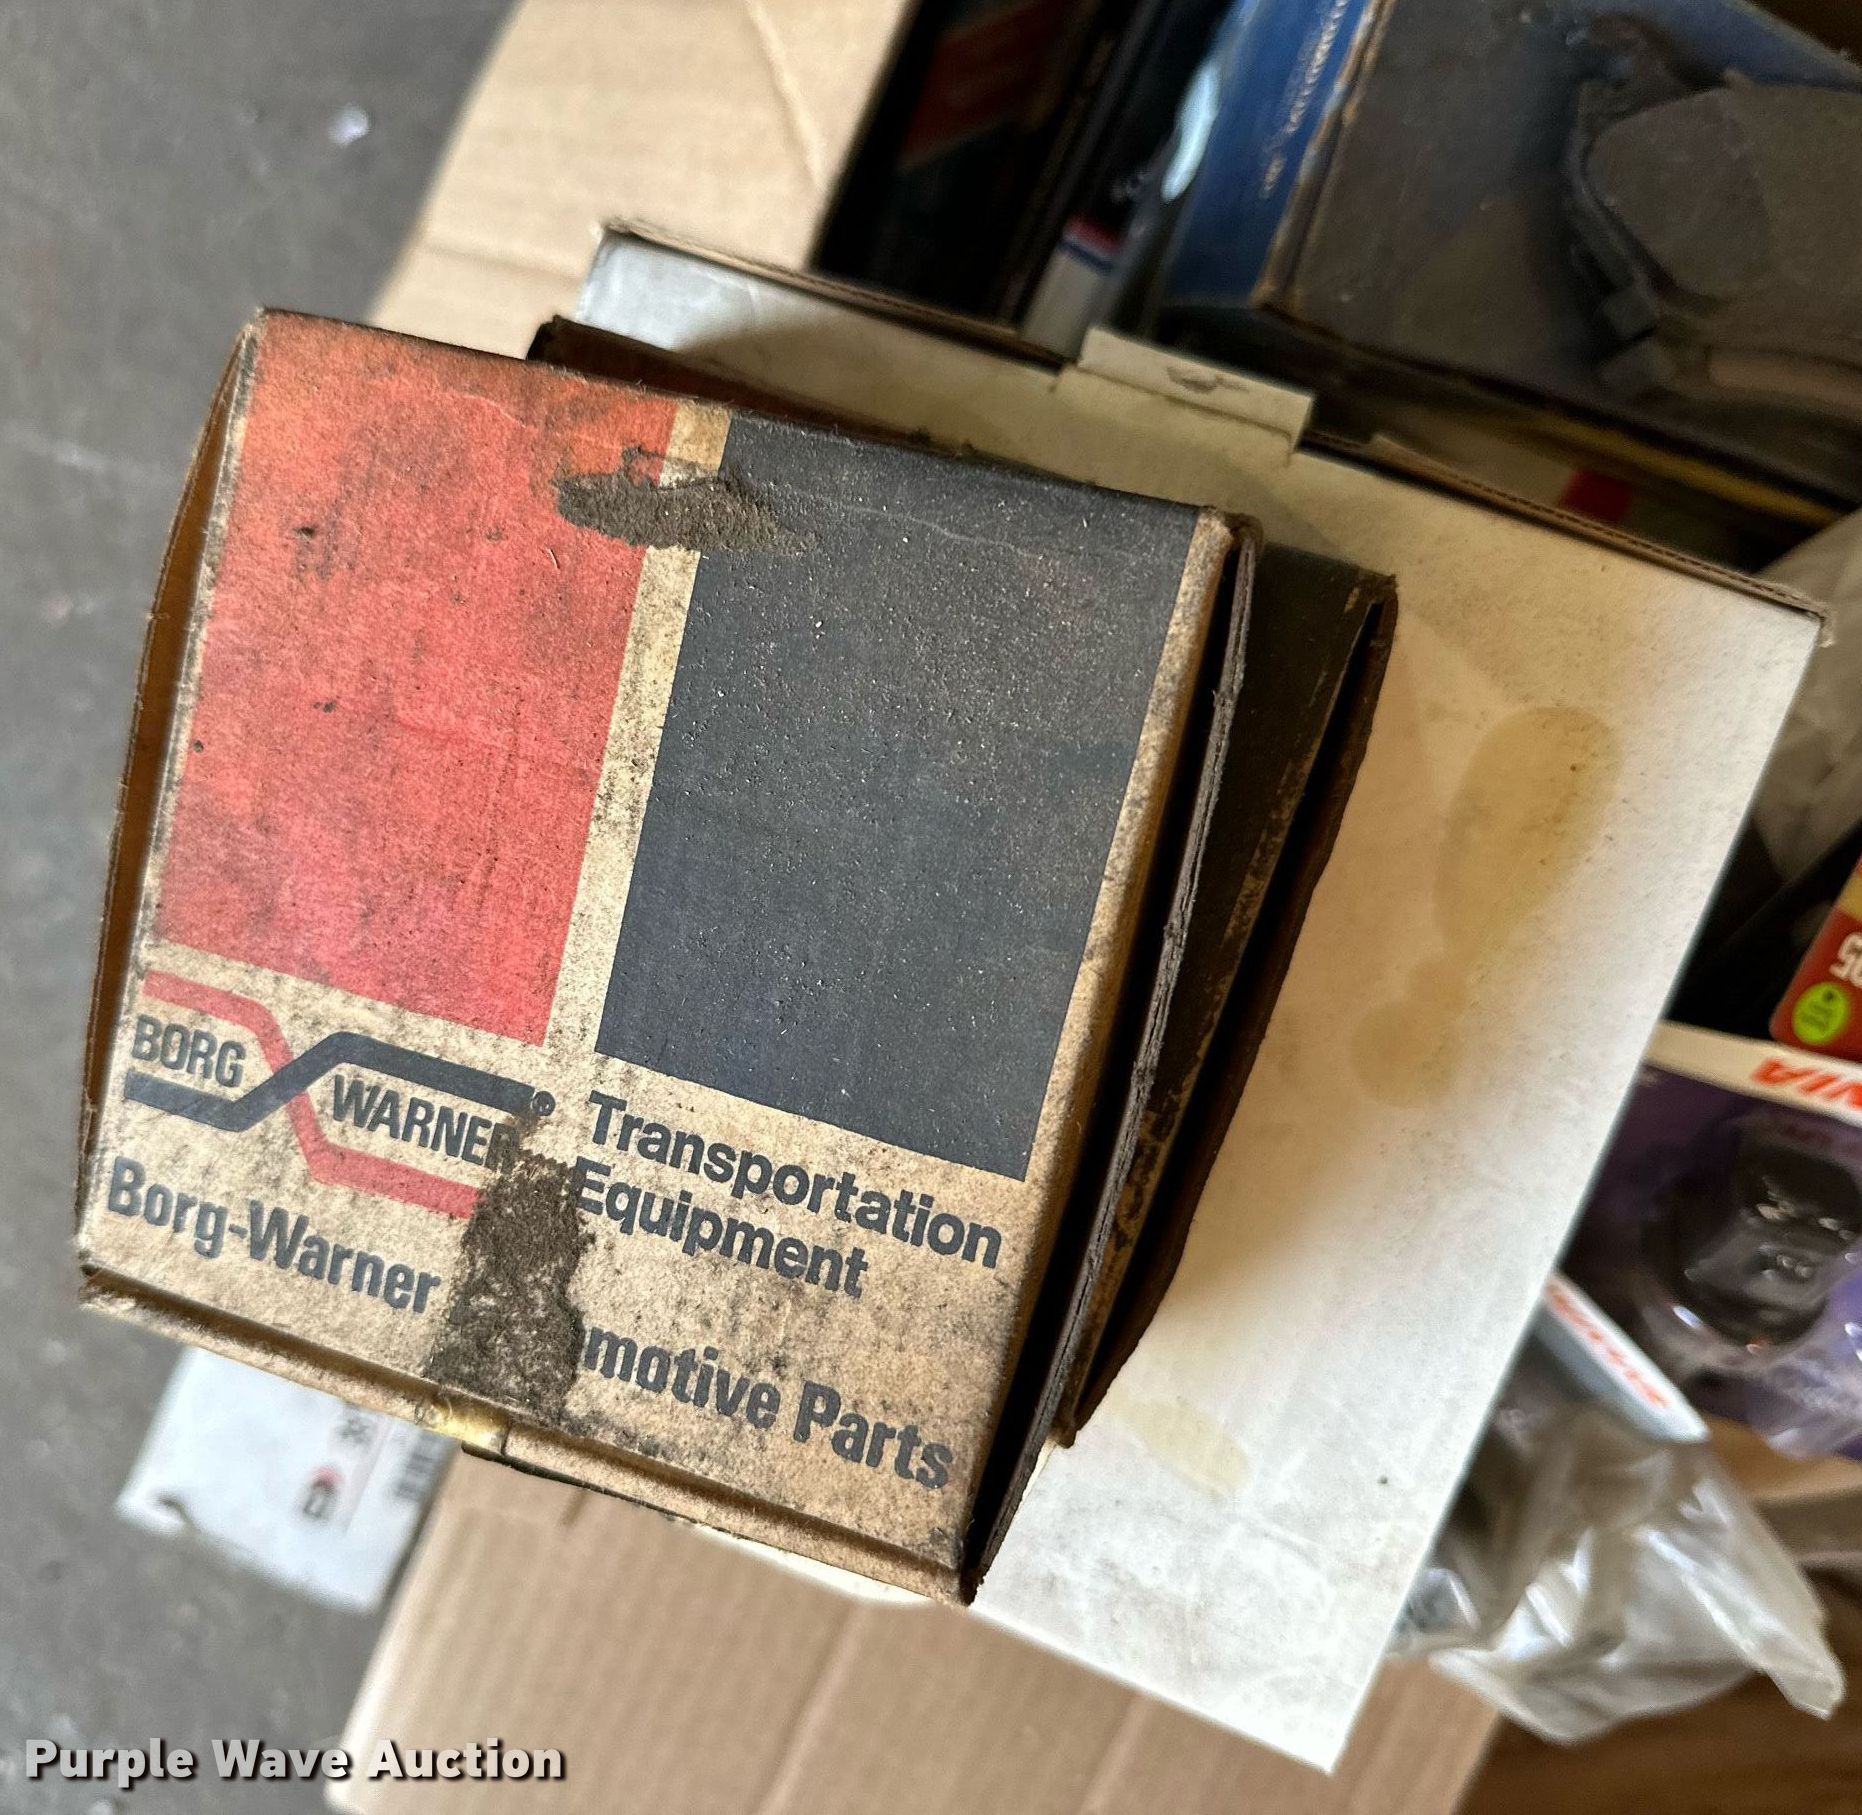 BORG
WARNER®
Transportation
Equipment
Borg-Warner
motive Parts
Purple Wave Auction